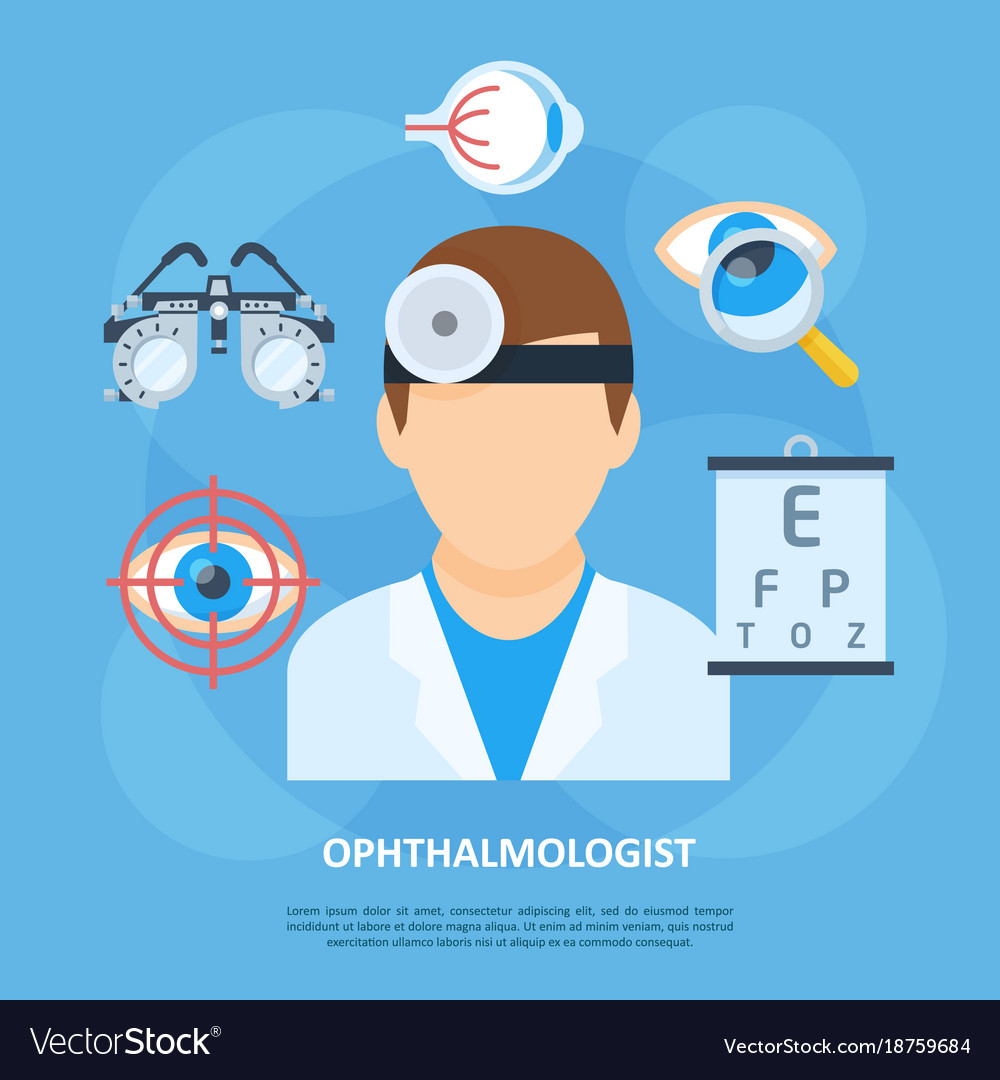 E
F P
T O Z
OPHTHALMOLOGIST
Lorem ipsum dolor sit amet, consectetur adipiscing elit, sed do eiusmod tempor
incididunt ut labore et dolore magna aliqua. Ut enim ad minim veniam, quis nostrud
exercitation ullamco laboris nisi ut aliquip ex ea commodo consequat.
VectorStock®
VectorStock.com/18759684